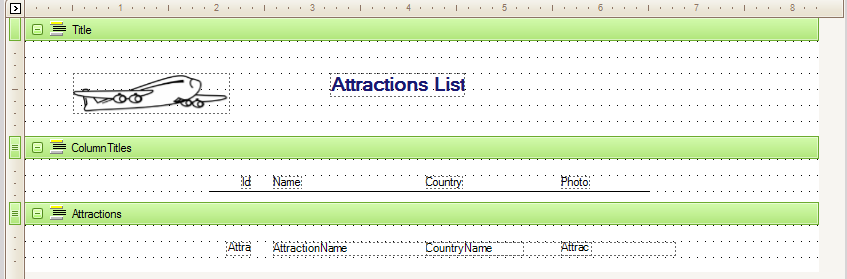 1 2 3 4 5 6 7 8
Title
Attractions List
ColumnTitles
Id Name Country Photo
Attractions
Attra AttractionName CountryName Attrac